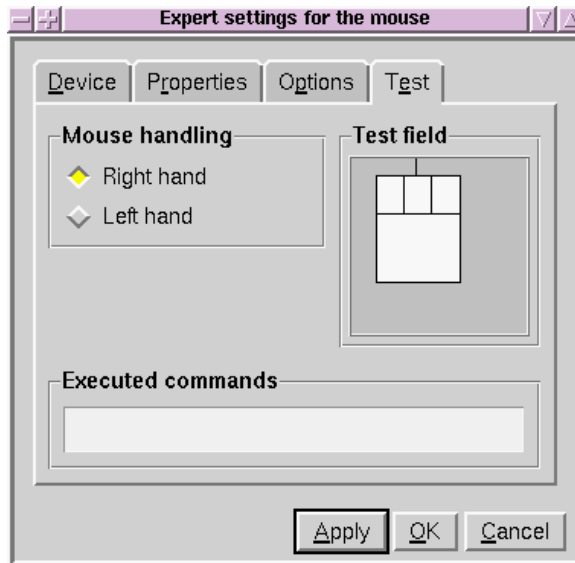 Expert settings for the mouse
Device Properties Options Test
Mouse handling
Right hand
Left hand
Test field
Executed commands
Apply OK Cancel